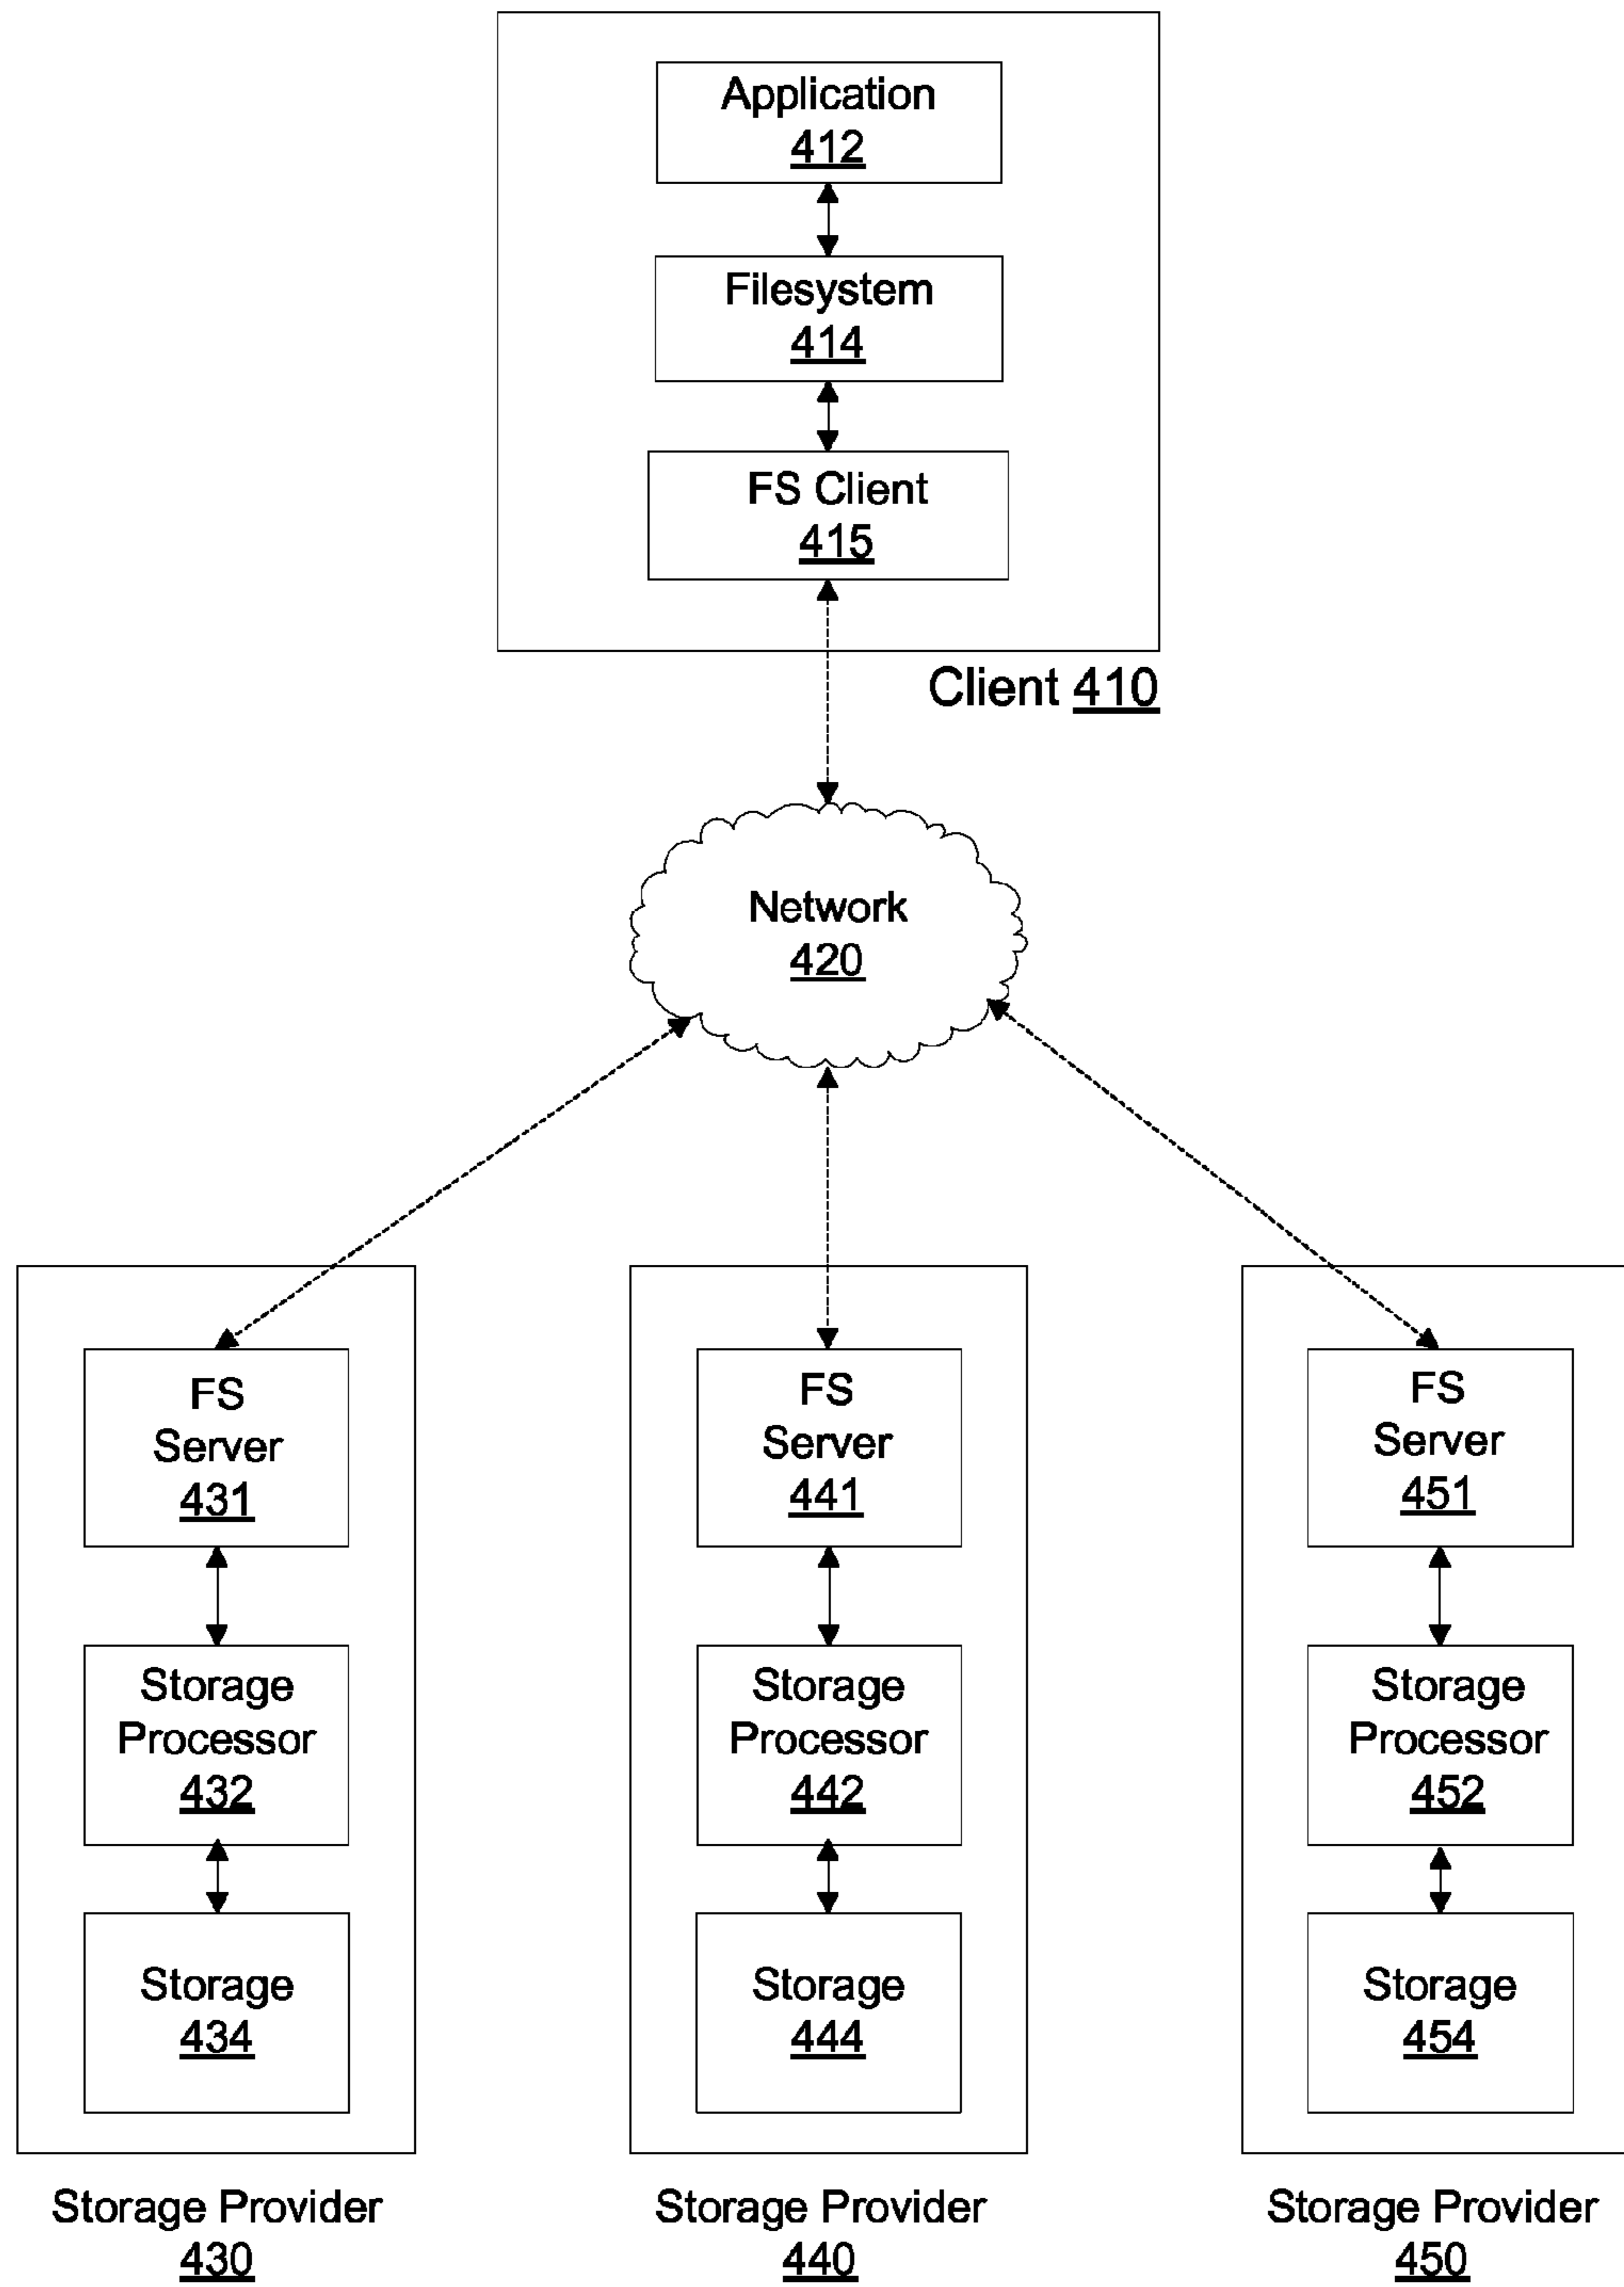 Application
412
Filesystem
414
FS Client
415
Client 410
Network
420
FS
Server
431
Storage
Processor
432
Storage
434
Storage Provider
430
FS
Server
441
Storage
Processor
442
Storage
444
Storage Provider
440
FS
Server
451
Storage
Processor
452
Storage
454
Storage Provider
450